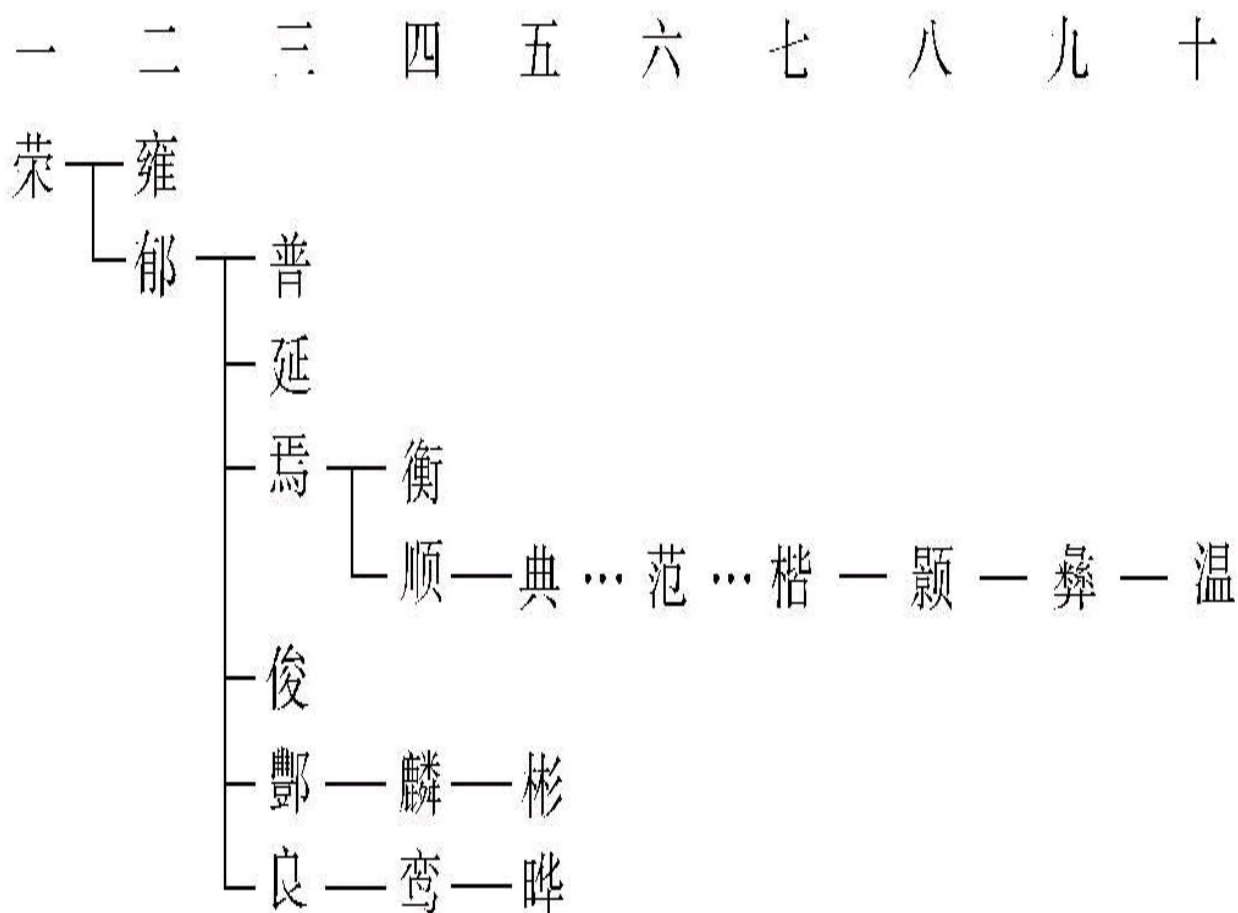 一 二 三 四 五 六 七 八 九 十
荣 雍
郁 普
延
焉 衡
顺 典 … 范 … 楷 颢 彝 温
俊
酆 麟 彬
良 鸾 晔